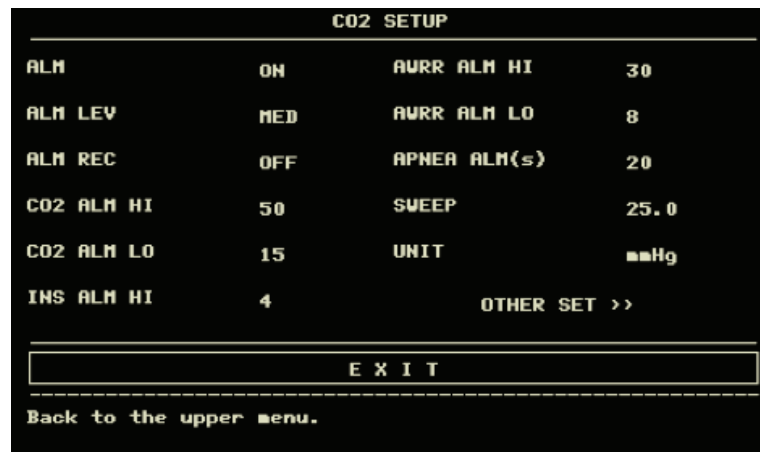 CO2 SETUP
ALM ON AWRR ALM HI 30
ALM LEV MED AWRR ALM LO 8
ALM REC OFF APNEA ALM(s) 20
CO2 ALM HI 50 SWEEP 25.0
CO2 ALM LO 15 UNIT mmHg
INS ALM HI 4 OTHER SET >>
E X I T
Back to the upper menu.